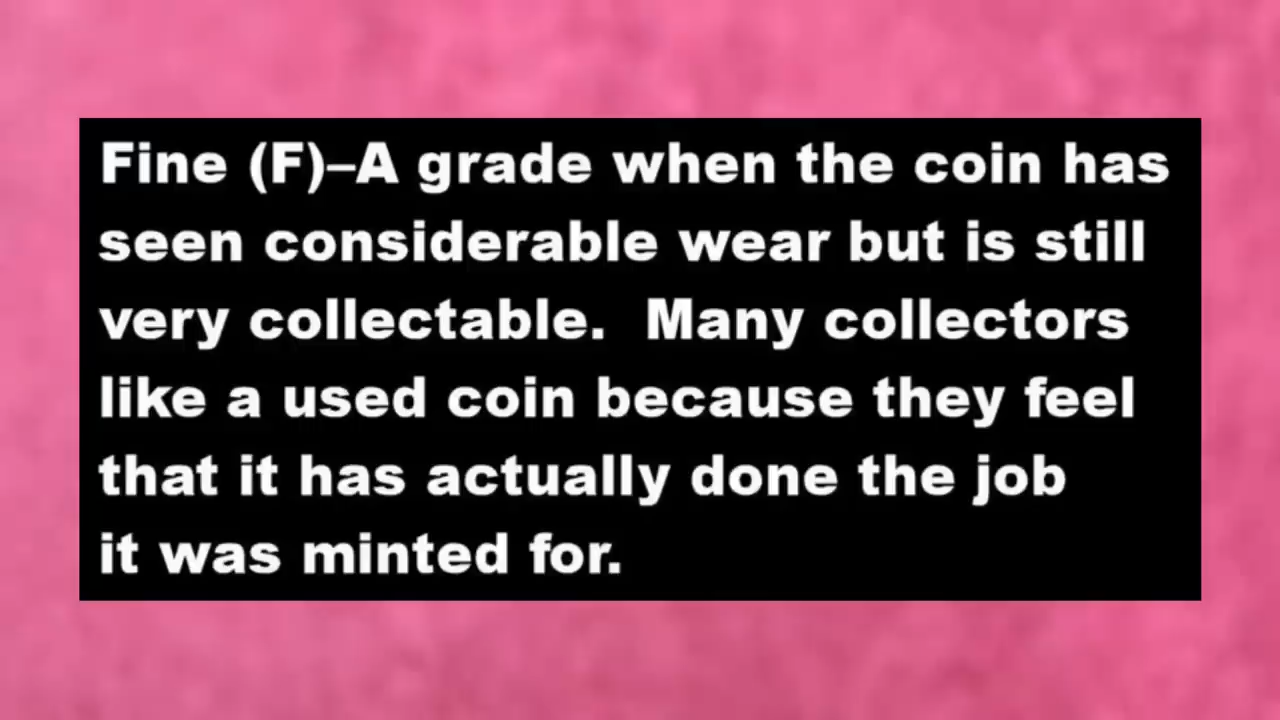 Fine (F)–A grade when the coin has
seen considerable wear but is still
very collectable.  Many collectors
like a used coin because they feel
that it has actually done the job
it was minted for.